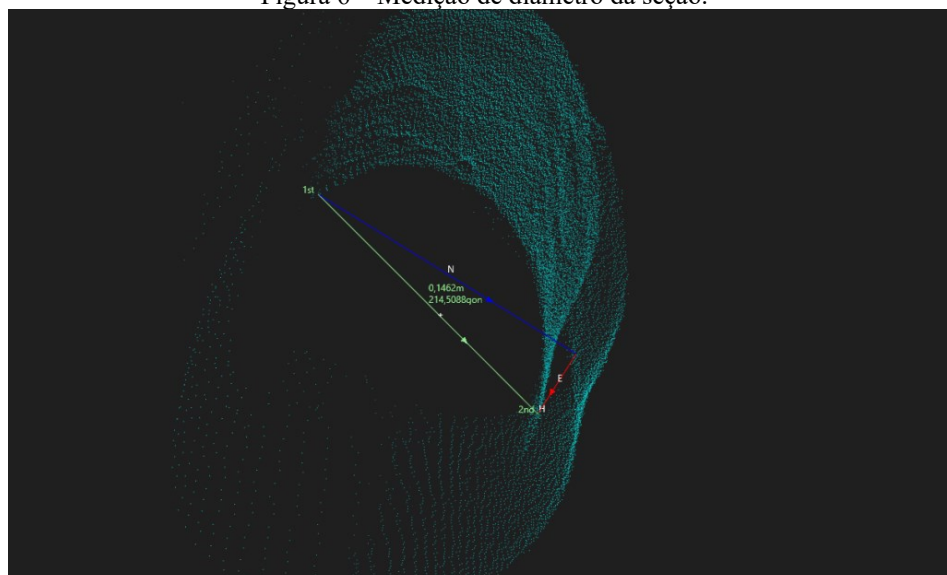 Figura 6 – Medição de diâmetro da seção.
1st
N
0,1462m
214,5088gon
E
2nd
H